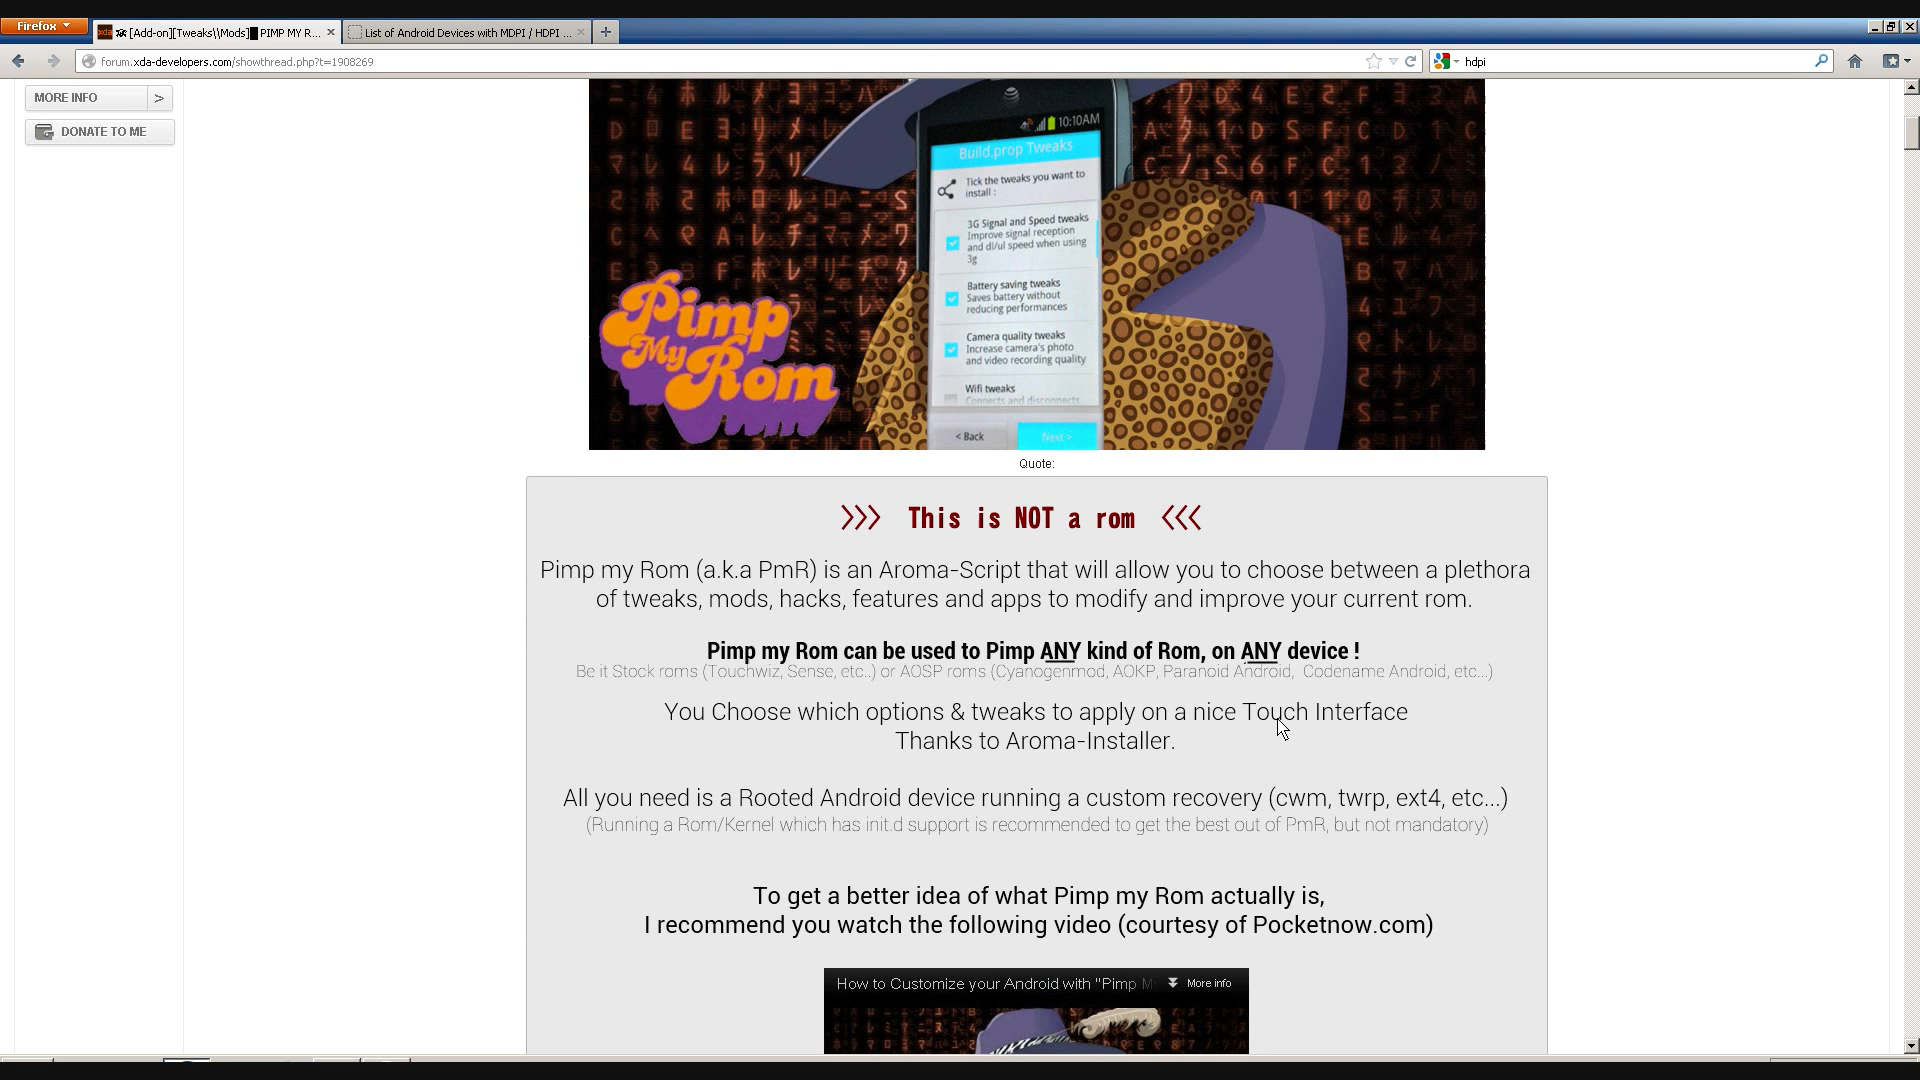 Firefox
[Add-on][Tweaks\\Mods]█ PIMP MY R...
List of Android Devices with MDPI / HDPI ...
forum.xda-developers.com/showthread.php?t=1908269
hdpi
MORE INFO >
DONATE TO ME
10:10AM
Build.prop Tweaks
Tick the tweaks you want to
install :
3G Signal and Speed tweaks
Improve signal reception
and dl/ul speed when using
3g
Battery saving tweaks
Saves battery without
reducing performances
Camera quality tweaks
Increase camera's photo
and video recording quality
Wifi tweaks
Connects and disconnects
< Back
Next >
Pimp
My Rom
Quote:
>>> This is NOT a rom <<<
Pimp my Rom (a.k.a PmR) is an Aroma-Script that will allow you to choose between a plethora
of tweaks, mods, hacks, features and apps to modify and improve your current rom.
Pimp my Rom can be used to Pimp ANY kind of Rom, on ANY device !
Be it Stock roms (Touchwiz, Sense, etc..) or AOSP roms (Cyanogenmod, AOKP, Paranoid Android, Codename Android, etc...)
You Choose which options & tweaks to apply on a nice Touch Interface
Thanks to Aroma-Installer.
All you need is a Rooted Android device running a custom recovery (cwm, twrp, ext4, etc...)
(Running a Rom/Kernel which has init.d support is recommended to get the best out of PmR, but not mandatory)
To get a better idea of what Pimp my Rom actually is,
I recommend you watch the following video (courtesy of Pocketnow.com)
How to Customize your Android with "Pimp M
More info